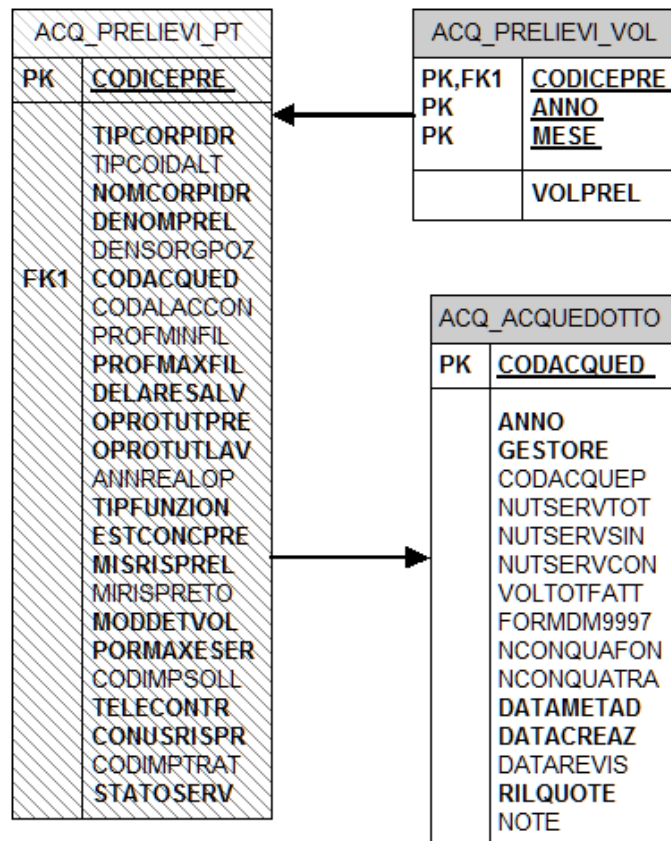 ACQ_PRELIEVI_PT
PK CODICEPRE
TIPCORPIDR
TIPCOIDALT
NOMCORPIDR
DENOMPREL
DENSORGPOZ
FK1 CODACQUED
CODALACCON
PROFMINFIL
PROFMAXFIL
DELARESALV
OPROTUTPRE
OPROTUTLAV
ANNREALOP
TIPFUNZION
ESTCONCPRE
MISRISPREL
MIRISPRETO
MODDETVOL
PORMAXESER
CODIMPSOLL
TELECONTR
CONUSRISPR
CODIMPTRAT
STATOSERV
ACQ_PRELIEVI_VOL
PK,FK1 CODICEPRE
PK ANNO
PK MESE
VOLPREL
ACQ_ACQUEDOTTO
PK CODACQUED
ANNO
GESTORE
CODACQUEP
NUTSERVTOT
NUTSERVSIN
NUTSERVCON
VOLTOTFATT
FORMDM9997
NCONQUAFON
NCONQUATRA
DATAMETAD
DATACREAZ
DATAREVIS
RILQUOTE
NOTE